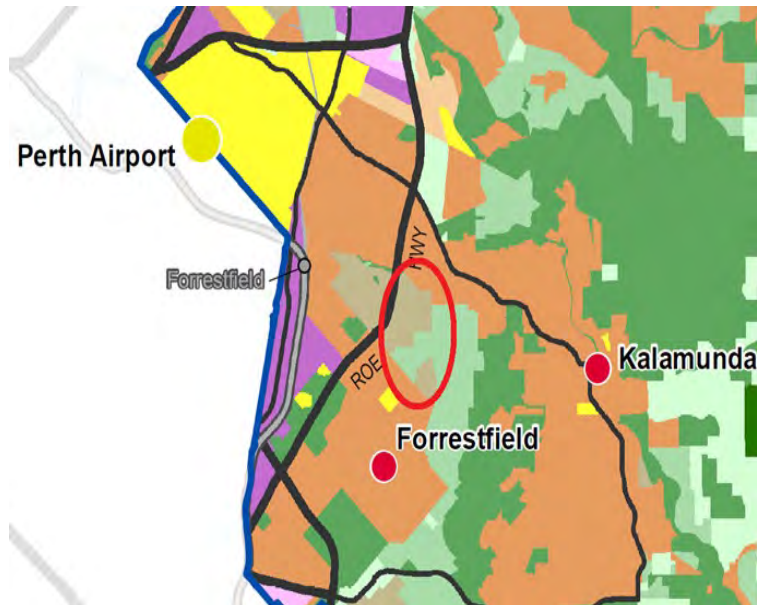 Perth Airport
HWY
Forrestfield
ROE
Kalamunda
Forrestfield